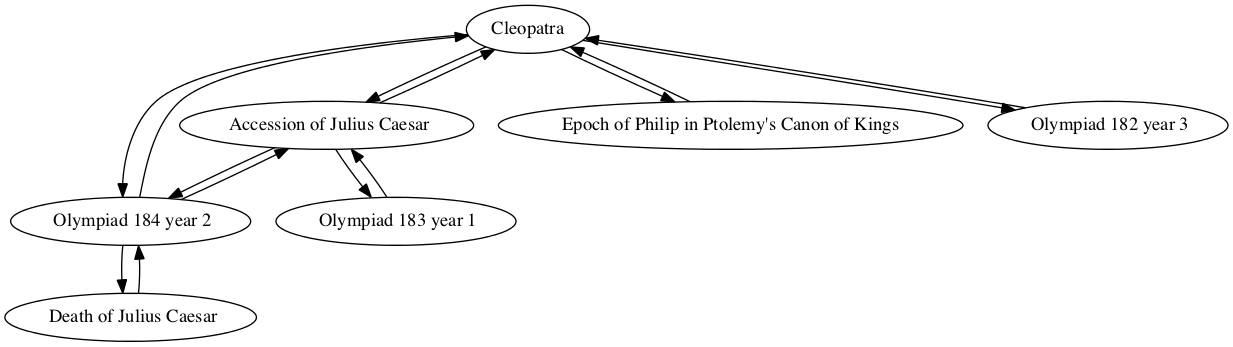 Cleopatra
Accession of Julius Caesar
Epoch of Philip in Ptolemy's Canon of Kings
Olympiad 182 year 3
Olympiad 184 year 2
Olympiad 183 year 1
Death of Julius Caesar